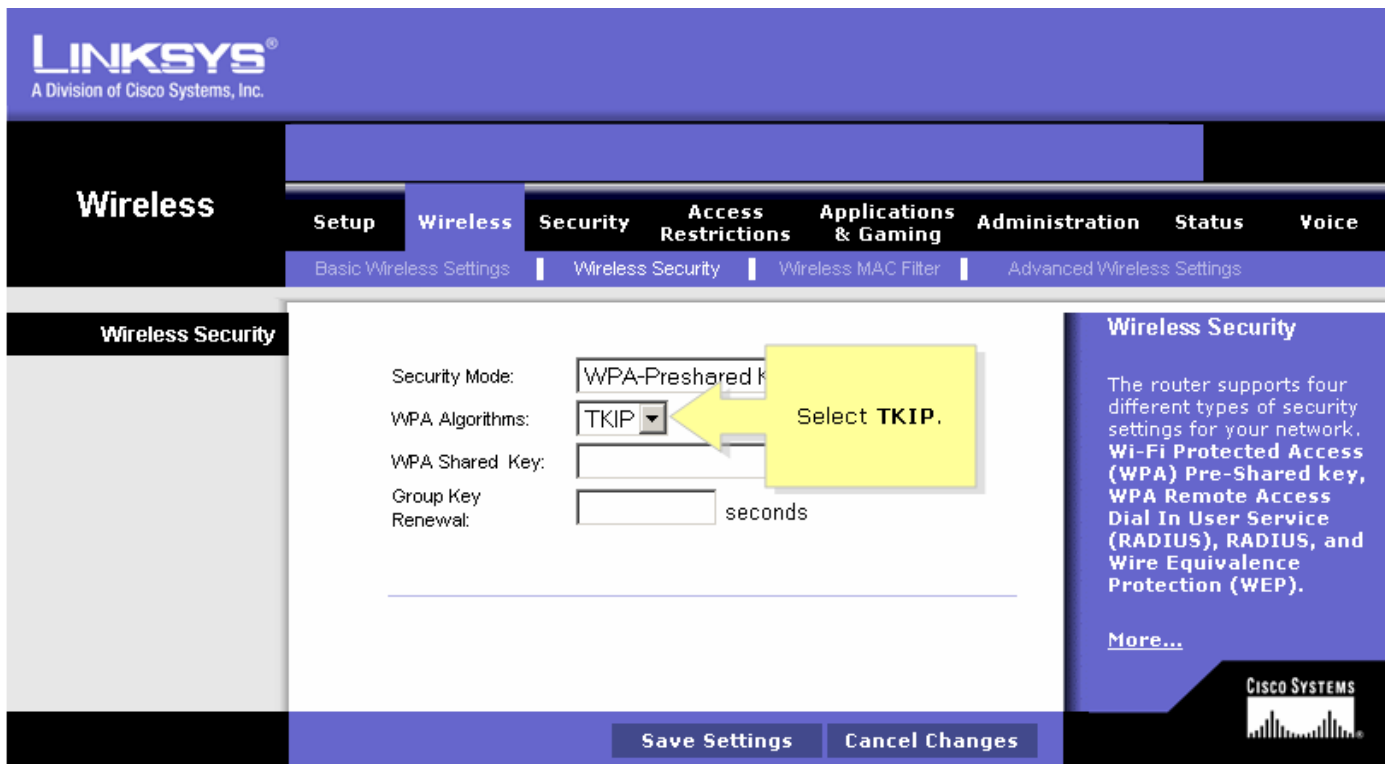 LINKSYS®
A Division of Cisco Systems, Inc.
Wireless
Setup
Wireless
Security
Access
Restrictions
Applications
& Gaming
Administration
Status
Voice
Basic Wireless Settings
Wireless Security
Wireless MAC Filter
Advanced Wireless Settings
Wireless Security
Security Mode: WPA-Preshared K
WPA Algorithms: TKIP
WPA Shared Key:
Group Key
Renewal:
seconds
Select TKIP.
Wireless Security
The router supports four
different types of security
settings for your network.
Wi-Fi Protected Access
(WPA) Pre-Shared key,
WPA Remote Access
Dial In User Service
(RADIUS), RADIUS, and
Wire Equivalence
Protection (WEP).
More...
CISCO SYSTEMS
Save Settings
Cancel Changes